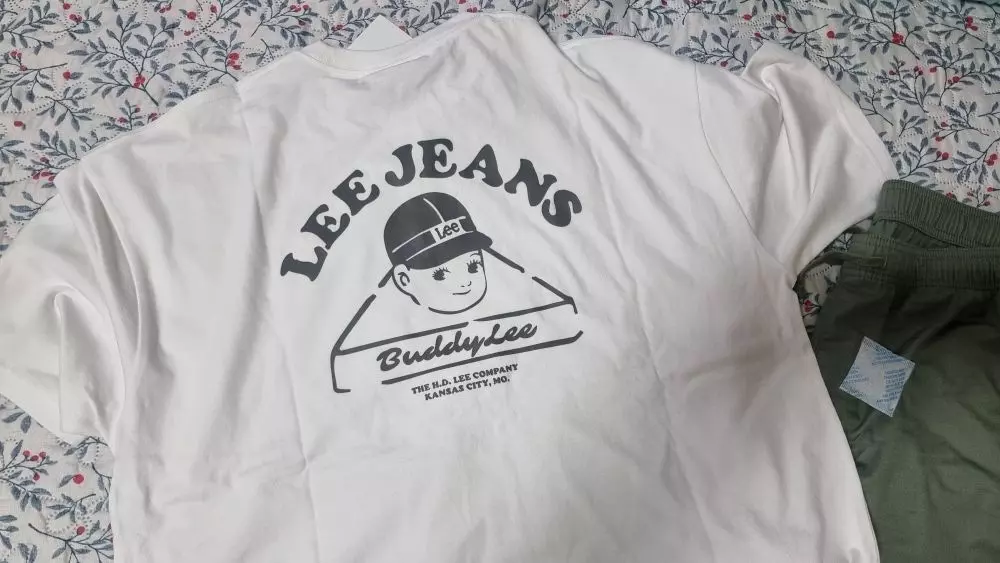 LEE JEANS
Lee
BuddyLee
THE H.D. LEE COMPANY
KANSAS CITY, MO.